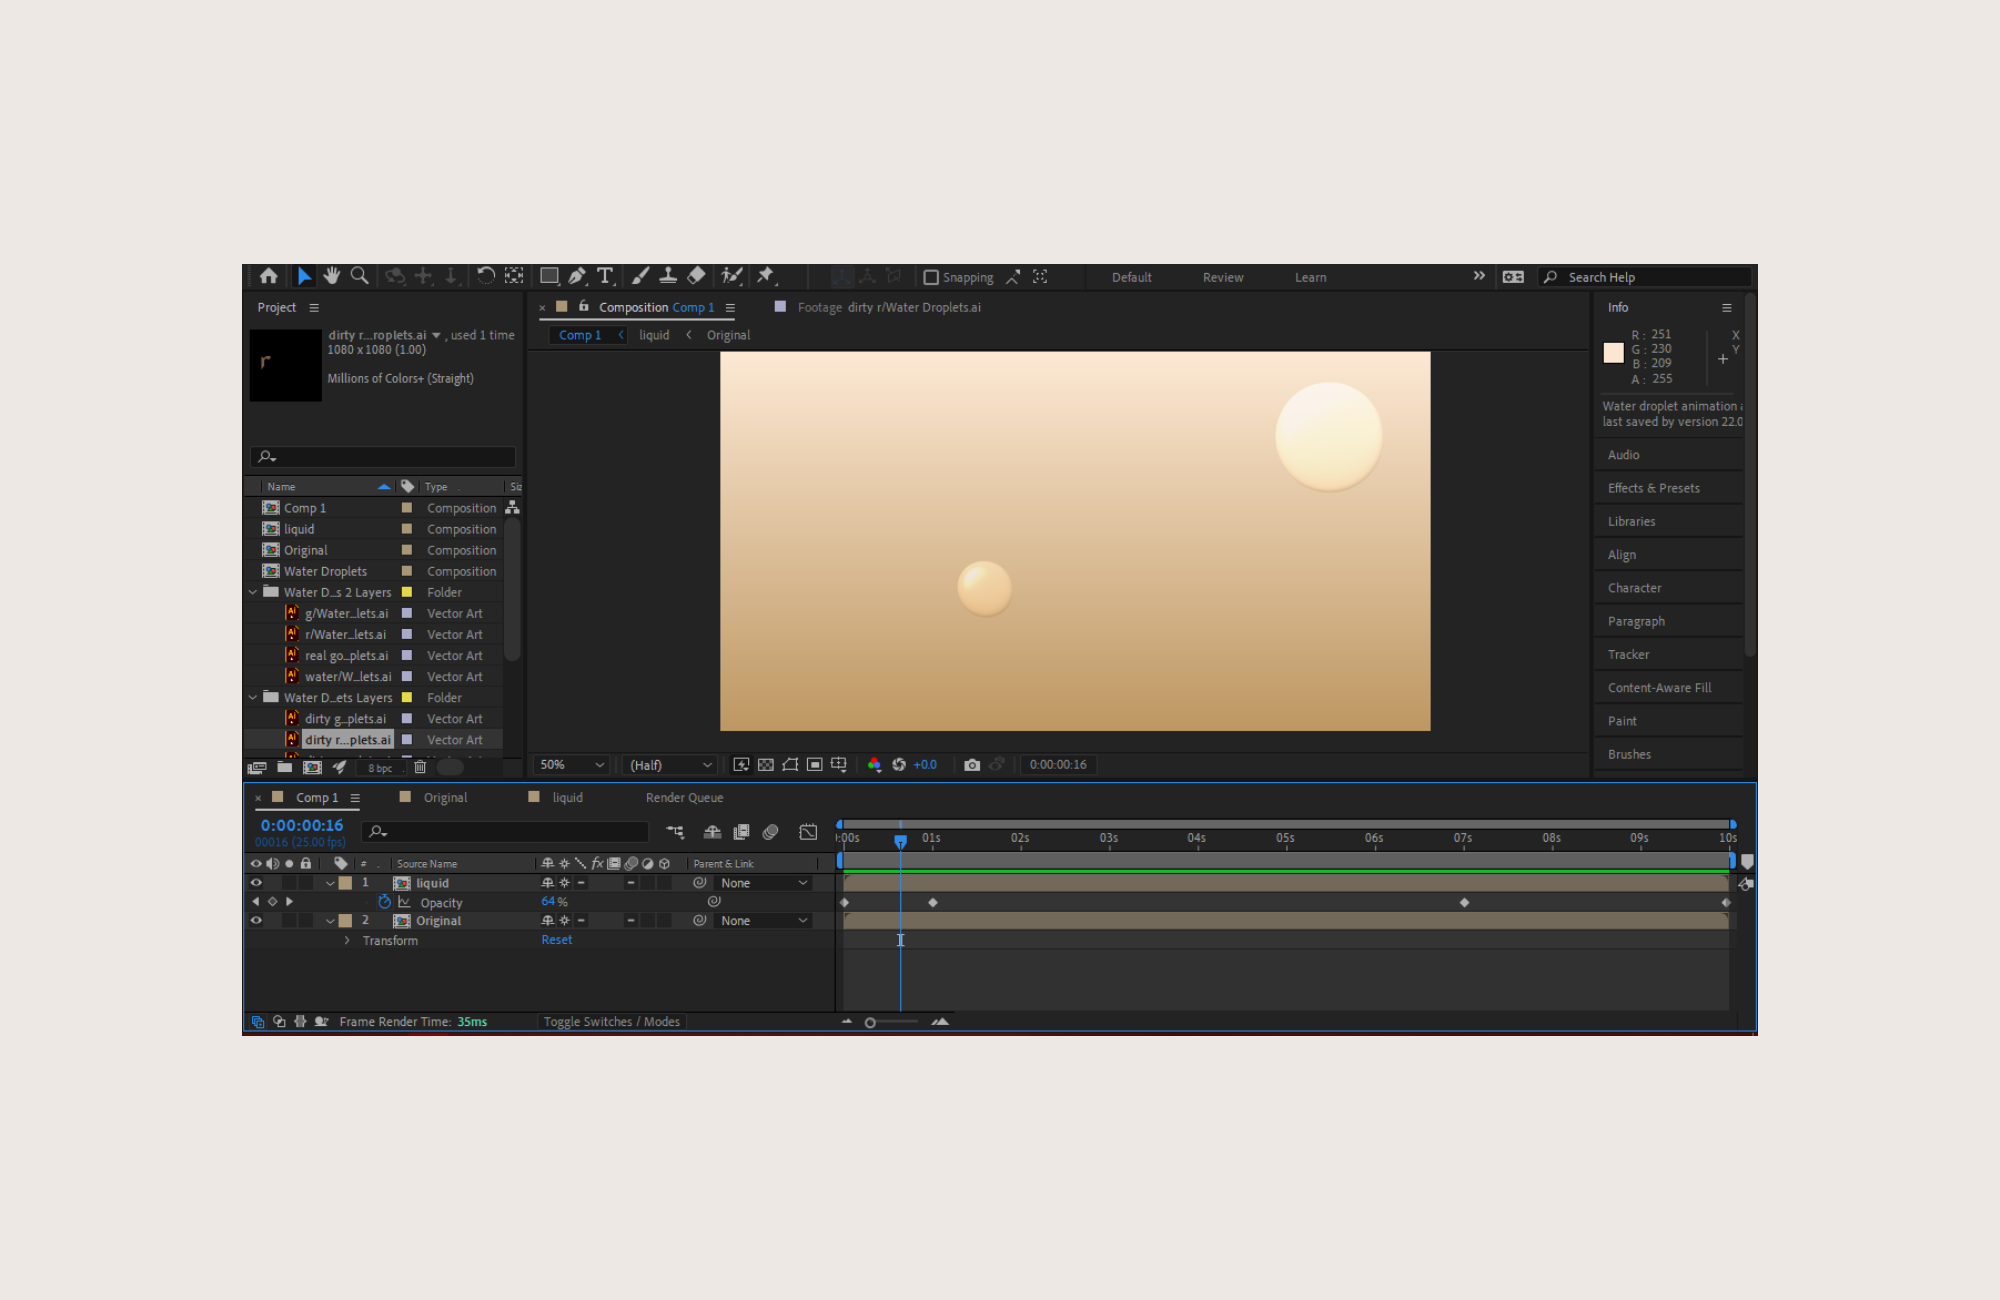 Snapping
Default
Review
Learn
Search Help
Project
dirty r...roplets.ai , used 1 time
1080 x 1080 (1.00)
Millions of Colors+ (Straight)
r
Name
Type
Comp 1 Composition
liquid Composition
Original Composition
Water Droplets Composition
Water D...s 2 Layers Folder
g/Water...lets.ai Vector Art
r/Water...lets.ai Vector Art
real go...plets.ai Vector Art
water/W...lets.ai Vector Art
Water D...ets Layers Folder
dirty g...plets.ai Vector Art
dirty r...plets.ai Vector Art
8 bpc
Composition Comp 1
Footage dirty r/Water Droplets.ai
Comp 1 < liquid < Original
50% (Half) +0.0 0:00:00:16
Info
R: 251
G: 230
B: 209
A: 255
X
Y
Water droplet animation
last saved by version 22.0
Audio
Effects & Presets
Libraries
Align
Character
Paragraph
Tracker
Content-Aware Fill
Paint
Brushes
Comp 1 Original liquid Render Queue
0:00:00:16
00016 (25.00 fps)
:00s 01s 02s 03s 04s 05s 06s 07s 08s 09s 10s
# Source Name fx Parent & Link
1 liquid None
Opacity 64 %
2 Original None
Transform Reset
Frame Render Time: 35ms
Toggle Switches / Modes